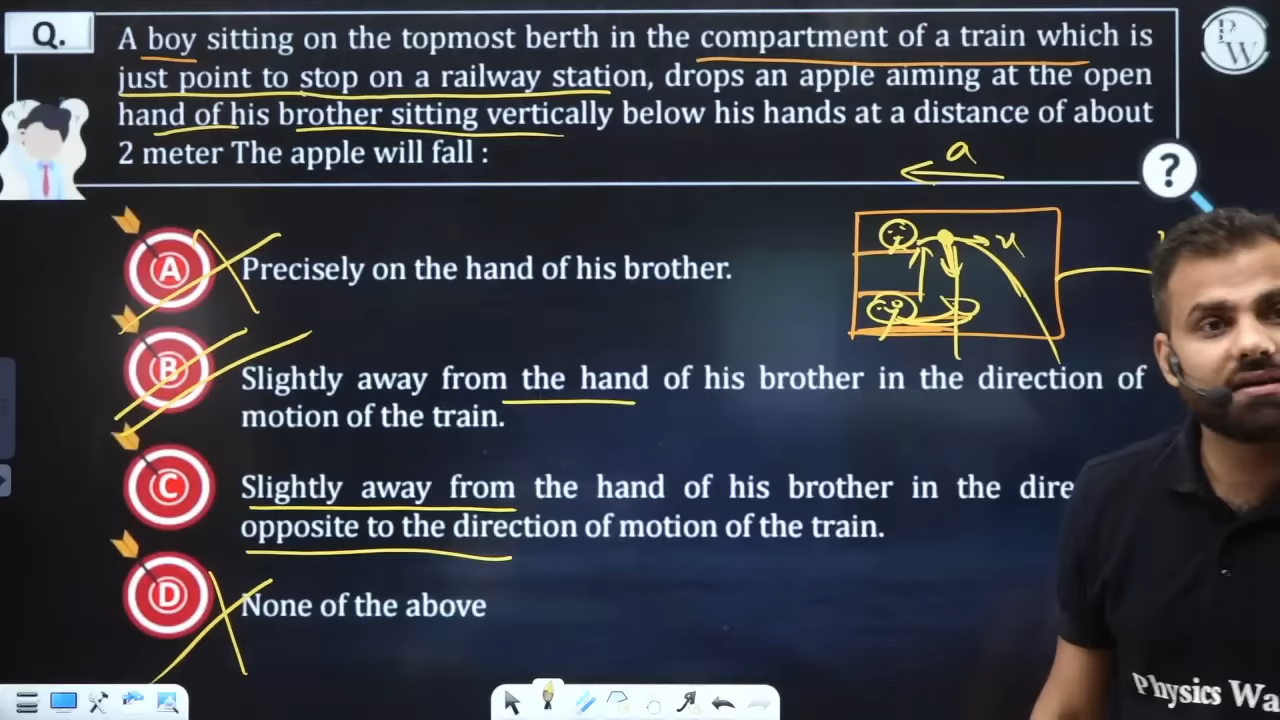 Q.
A boy sitting on the topmost berth in the compartment of a train which is
just point to stop on a railway station, drops an apple aiming at the open
hand of his brother sitting vertically below his hands at a distance of about
2 meter The apple will fall :
PW
?
a
u
A
Precisely on the hand of his brother.
B
Slightly away from the hand of his brother in the direction of
motion of the train.
C
Slightly away from the hand of his brother in the dire
opposite to the direction of motion of the train.
D
None of the above
Physics Wa